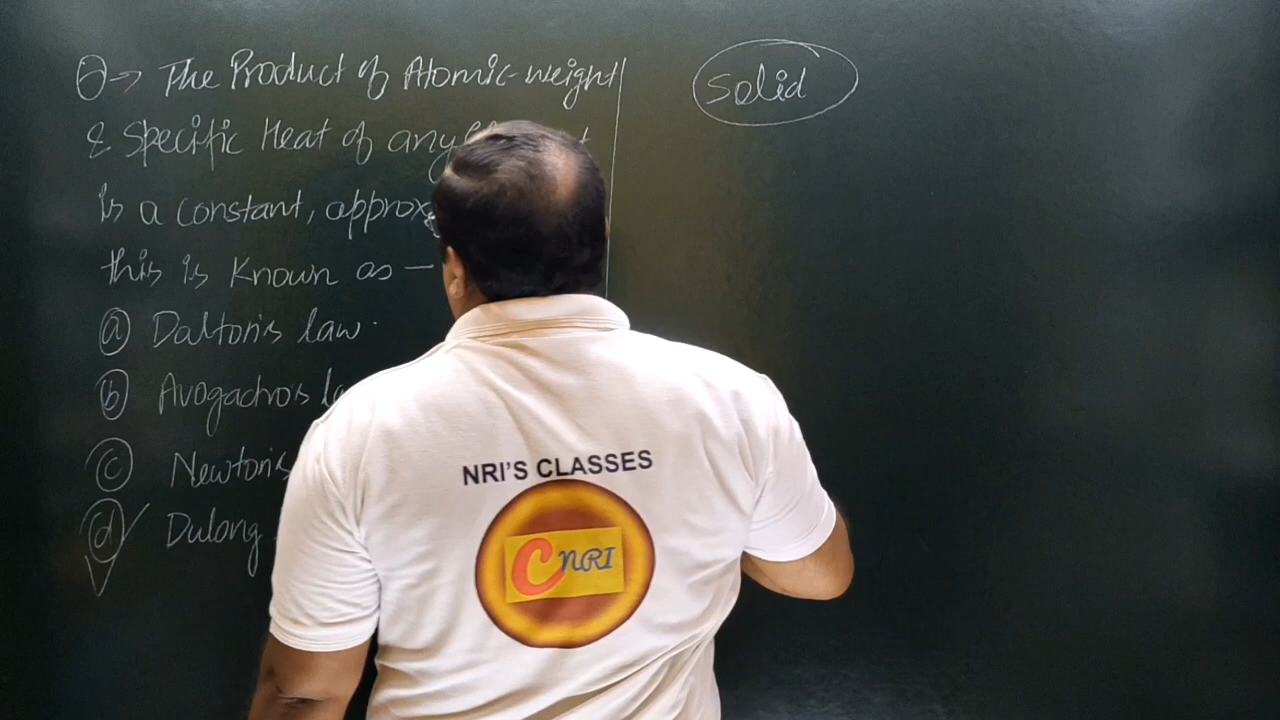 Q → The Product of Atomic-weight
& Specific Heat of any
is a constant, approx
this is Known as —
(a) Dalton's law.
(b) Avogadro's
(c) Newton's
(d) Dulong
Solid
NRI'S CLASSES
CNRI